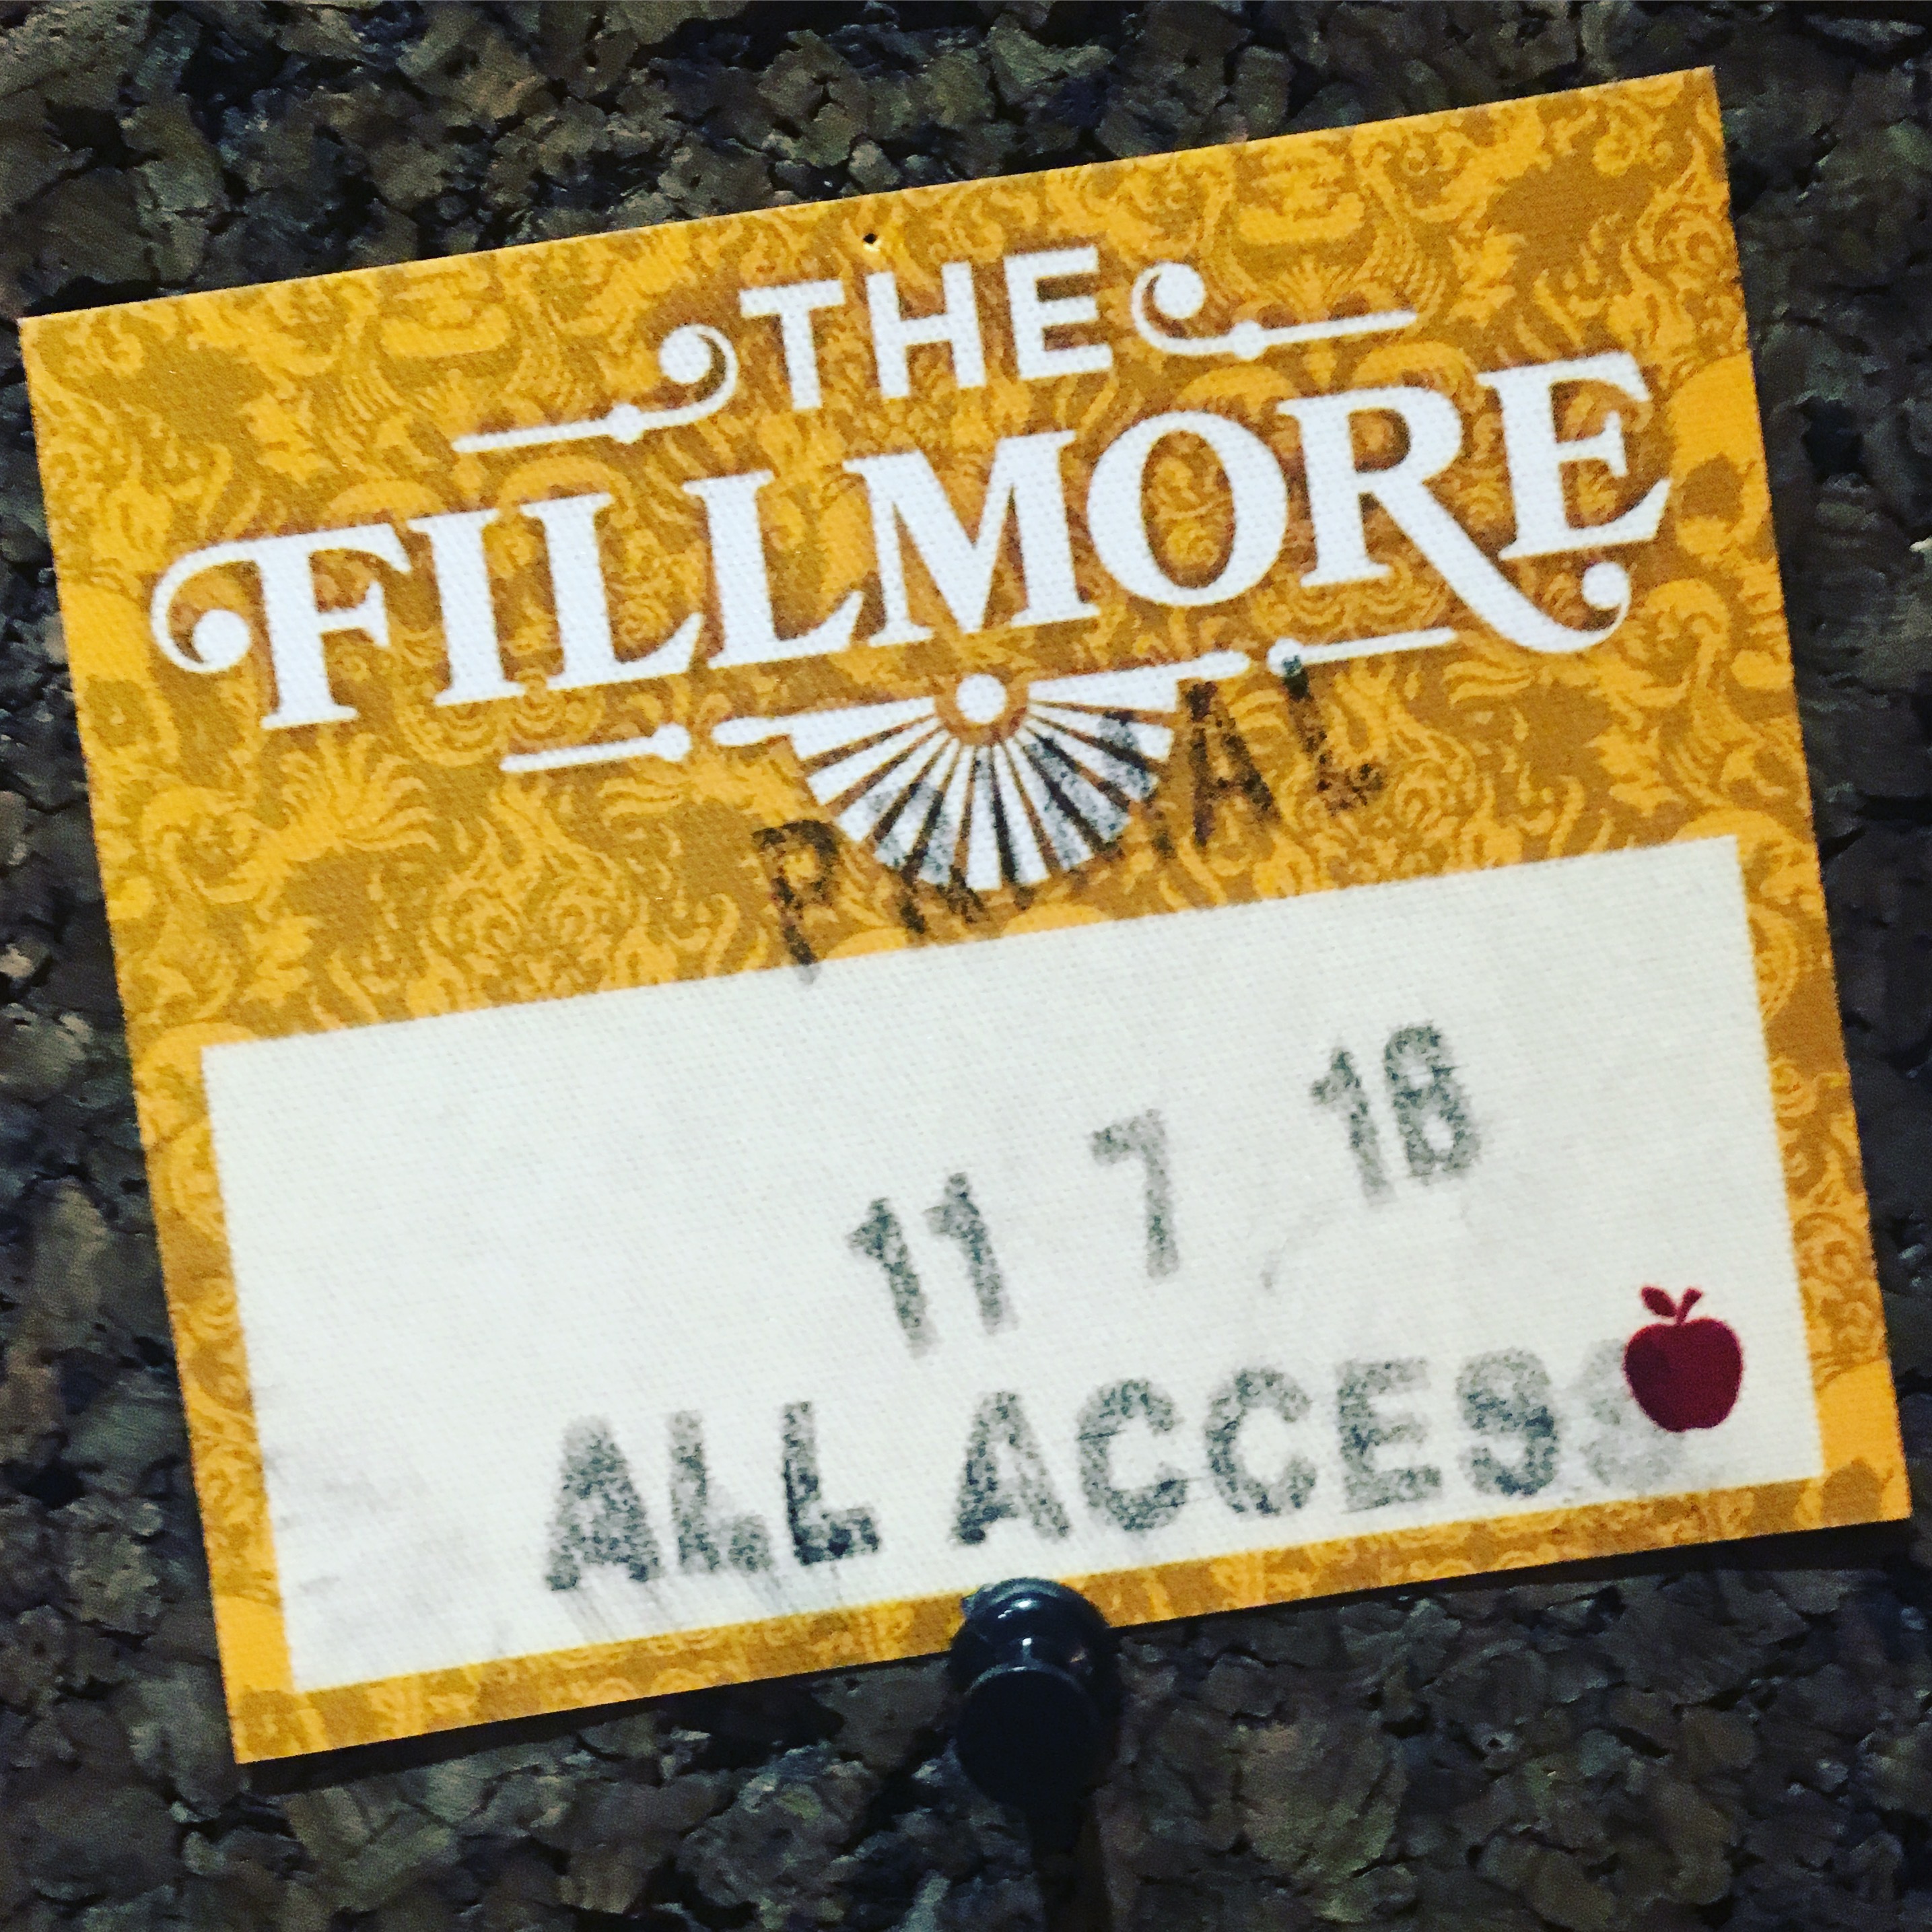 THE
FILLMORE
11 7 18
ALL ACCESS